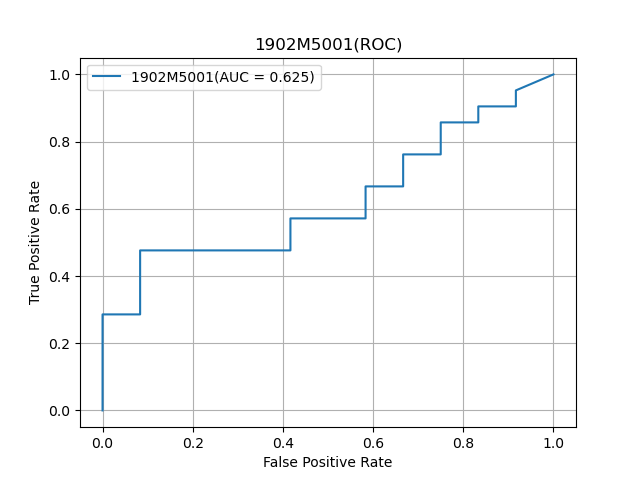 1902M5001(ROC)
1902M5001(AUC = 0.625)
True Positive Rate
1.0
0.8
0.6
0.4
0.2
0.0
0.0 0.2 0.4 0.6 0.8 1.0
False Positive Rate